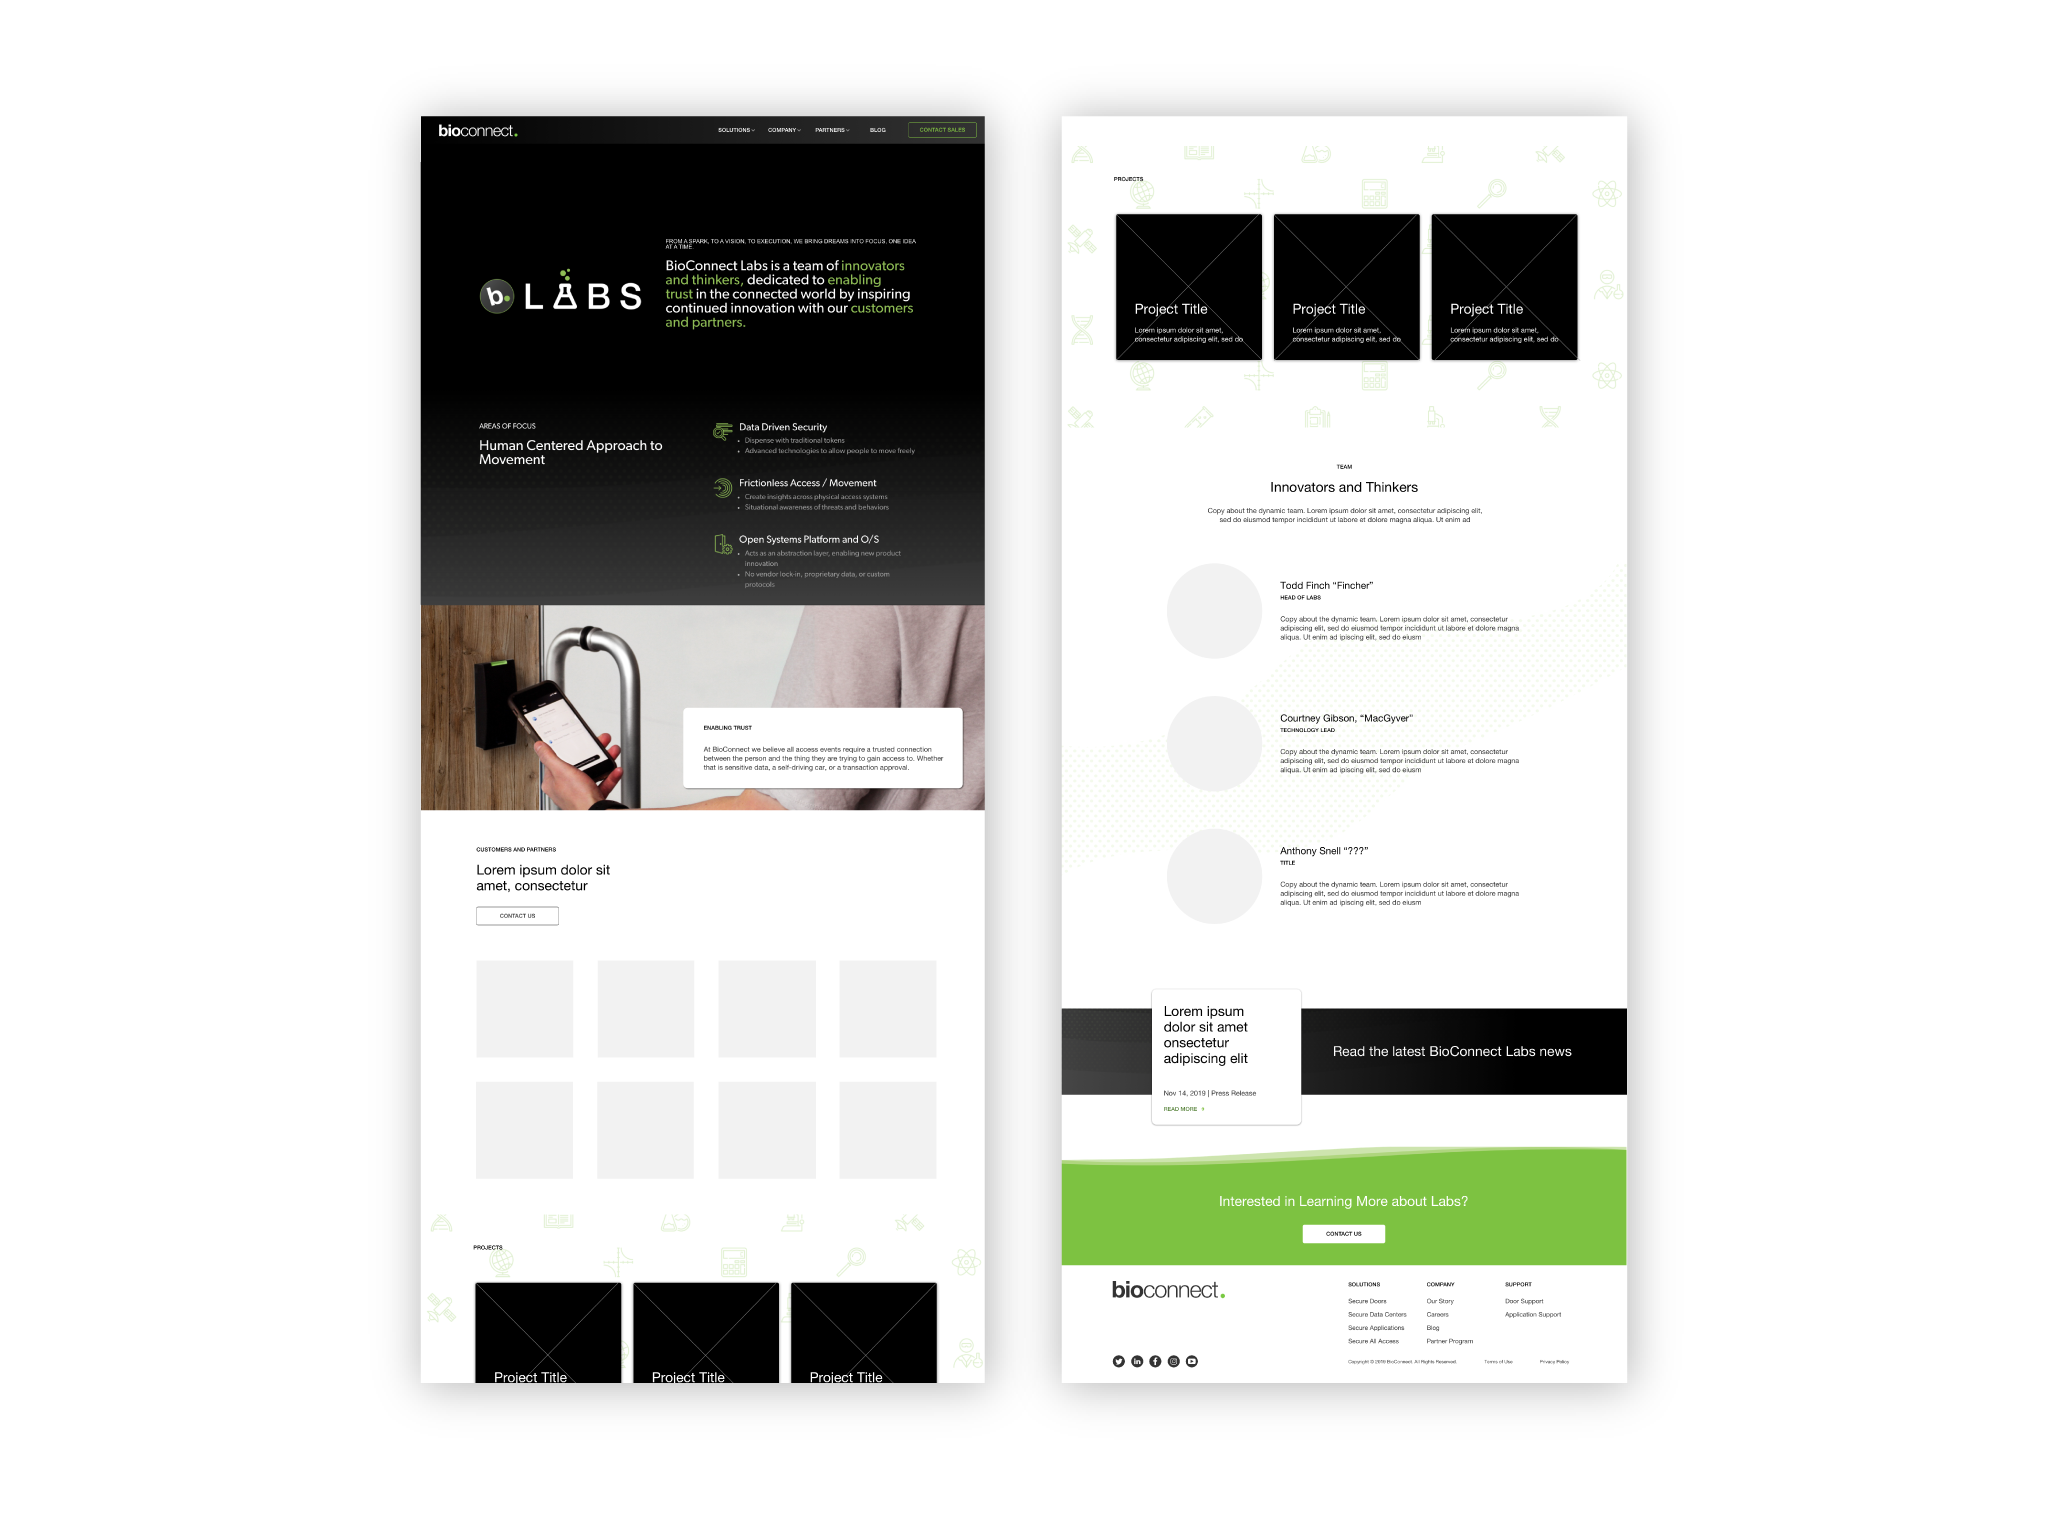 bioconnect.
SOLUTIONS COMPANY PARTNERS BLOG CONTACT SALES
FROM A SPARK, TO A VISION, TO EXECUTION, WE BRING DREAMS INTO FOCUS, ONE IDEA
AT A TIME
b. LABS
BioConnect Labs is a team of innovators
and thinkers, dedicated to enabling
trust in the connected world by inspiring
continued innovation with our customers
and partners.
AREAS OF FOCUS
Human Centered Approach to
Movement
Data Driven Security
• Dispense with traditional tokens
• Advanced technologies to allow people to move freely
Frictionless Access / Movement
• Create insights across physical access systems
• Situational awareness of threats and behaviors
Open Systems Platform and O/S
• Acts as an abstraction layer, enabling new product
innovation
• No vendor lock-in, proprietary data, or custom
protocols
ENABLING TRUST
At BioConnect we believe all access events require a trusted connection
between the person and the thing they are trying to gain access to. Whether
that is sensitive data, a self-driving car, or a transaction approval.
CUSTOMERS AND PARTNERS
Lorem ipsum dolor sit
amet, consectetur
CONTACT US
PROJECTS
Project Title
Project Title
Project Title
PROJECTS
Project Title
Lorem ipsum dolor sit amet,
consectetur adipiscing elit, sed do
Project Title
Lorem ipsum dolor sit amet,
consectetur adipiscing elit, sed do
Project Title
Lorem ipsum dolor sit amet,
consectetur adipiscing elit, sed do
TEAM
Innovators and Thinkers
Copy about the dynamic team. Lorem ipsum dolor sit amet, consectetur adipiscing elit,
sed do eiusmod tempor incididunt ut labore et dolore magna aliqua. Ut enim ad
Todd Finch “Fincher”
HEAD OF LABS
Copy about the dynamic team. Lorem ipsum dolor sit amet, consectetur
adipiscing elit, sed do eiusmod tempor incididunt ut labore et dolore magna
aliqua. Ut enim ad ipiscing elit, sed do eiusm
Courtney Gibson, “MacGyver”
TECHNOLOGY LEAD
Copy about the dynamic team. Lorem ipsum dolor sit amet, consectetur
adipiscing elit, sed do eiusmod tempor incididunt ut labore et dolore magna
aliqua. Ut enim ad ipiscing elit, sed do eiusm
Anthony Snell “???”
TITLE
Copy about the dynamic team. Lorem ipsum dolor sit amet, consectetur
adipiscing elit, sed do eiusmod tempor incididunt ut labore et dolore magna
aliqua. Ut enim ad ipiscing elit, sed do eiusm
Lorem ipsum
dolor sit amet
onsectetur
adipiscing elit
Nov 14, 2019 | Press Release
READ MORE
Read the latest BioConnect Labs news
Interested in Learning More about Labs?
CONTACT US
bioconnect.
SOLUTIONS
Secure Doors
Secure Data Centers
Secure Applications
Secure All Access
COMPANY
Our Story
Careers
Blog
Partner Program
SUPPORT
Door Support
Application Support
Copyright © 2019 BioConnect. All Rights Reserved. Terms of Use Privacy Policy